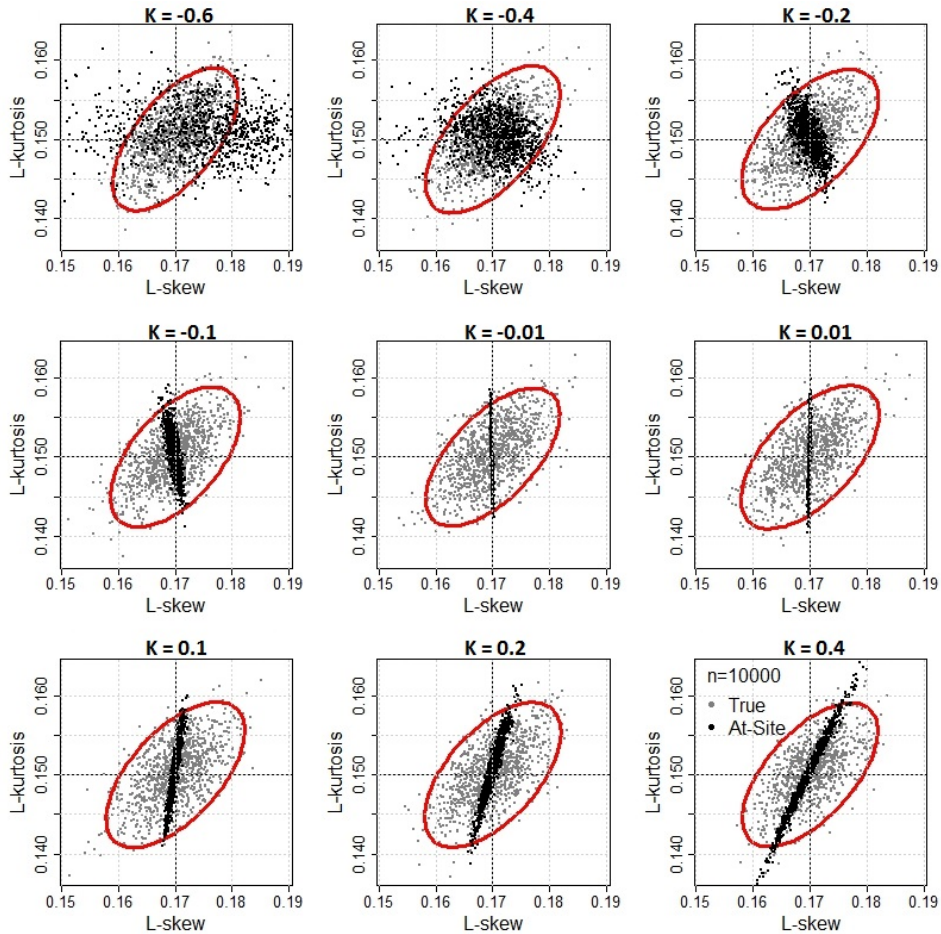 K = -0.6
K = -0.4
K = -0.2
0.160
0.150
0.140
L-kurtosis
0.15 0.16 0.17 0.18 0.19
L-skew
0.160
0.150
0.140
L-kurtosis
0.15 0.16 0.17 0.18 0.19
L-skew
0.160
0.150
0.140
L-kurtosis
0.15 0.16 0.17 0.18 0.19
L-skew
K = -0.1
K = -0.01
K = 0.01
0.160
0.150
0.140
L-kurtosis
0.15 0.16 0.17 0.18 0.19
L-skew
0.160
0.150
0.140
L-kurtosis
0.15 0.16 0.17 0.18 0.19
L-skew
0.160
0.150
0.140
L-kurtosis
0.15 0.16 0.17 0.18 0.19
L-skew
K = 0.1
K = 0.2
K = 0.4
0.160
0.150
0.140
L-kurtosis
0.15 0.16 0.17 0.18 0.19
L-skew
0.160
0.150
0.140
L-kurtosis
0.15 0.16 0.17 0.18 0.19
L-skew
n=10000
True
At-Site
0.160
0.150
0.140
L-kurtosis
0.15 0.16 0.17 0.18 0.19
L-skew